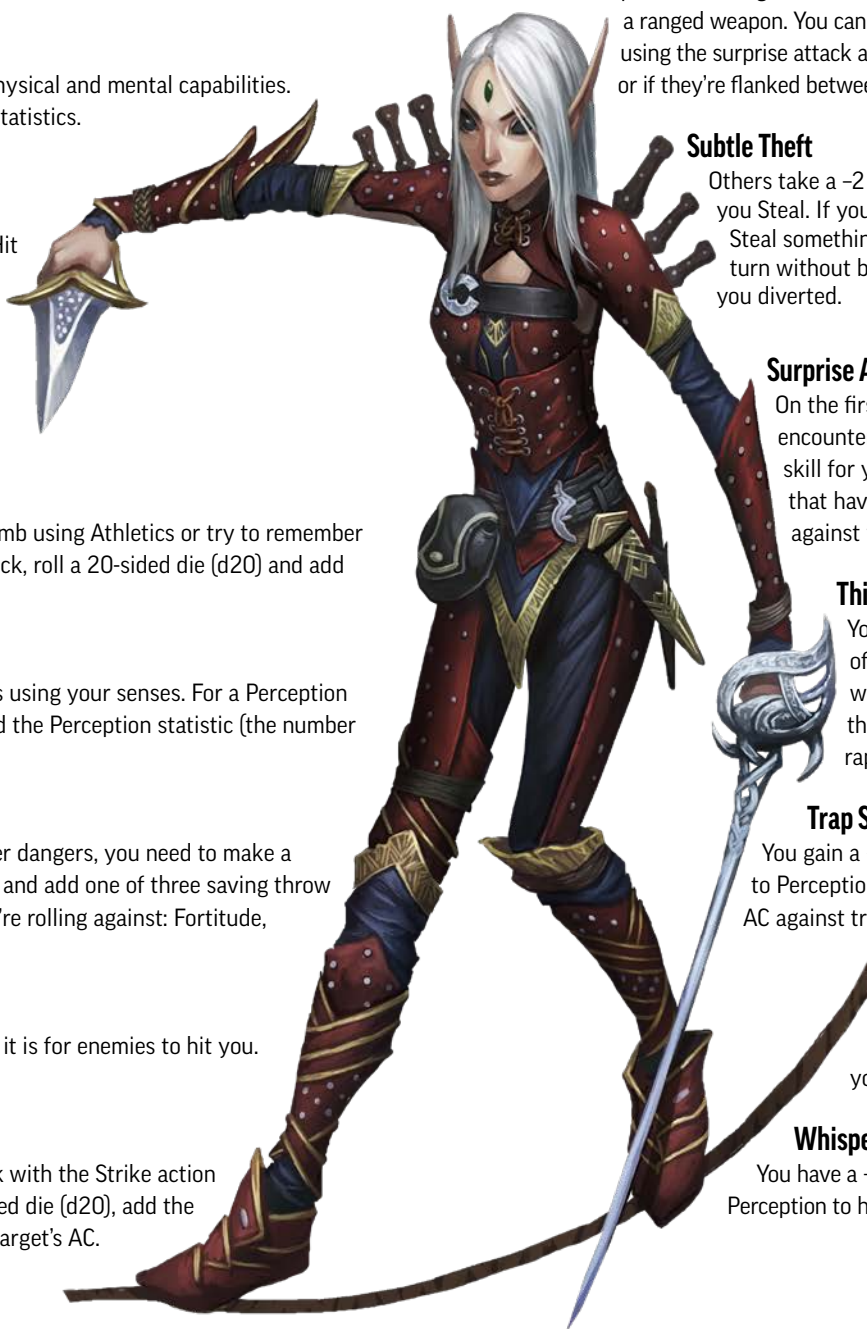 hysical and mental capabilities.
tatistics.
Hit
mb using Athletics or try to remember
ck, roll a 20-sided die (d20) and add
s using your senses. For a Perception
d the Perception statistic (the number
er dangers, you need to make a
and add one of three saving throw
're rolling against: Fortitude,
it is for enemies to hit you.
k with the Strike action
ed die (d20), add the
arget's AC.
a ranged weapon. You can
using the surprise attack a
or if they're flanked betwee
Subtle Theft
Others take a –2
you Steal. If you
Steal somethin
turn without b
you diverted.
Surprise A
On the firs
encounte
skill for y
that hav
against
Thi
Yo
of
w
th
rap
Trap S
You gain a
to Perceptio
AC against tr
yo
Whispe
You have a -
Perception to h